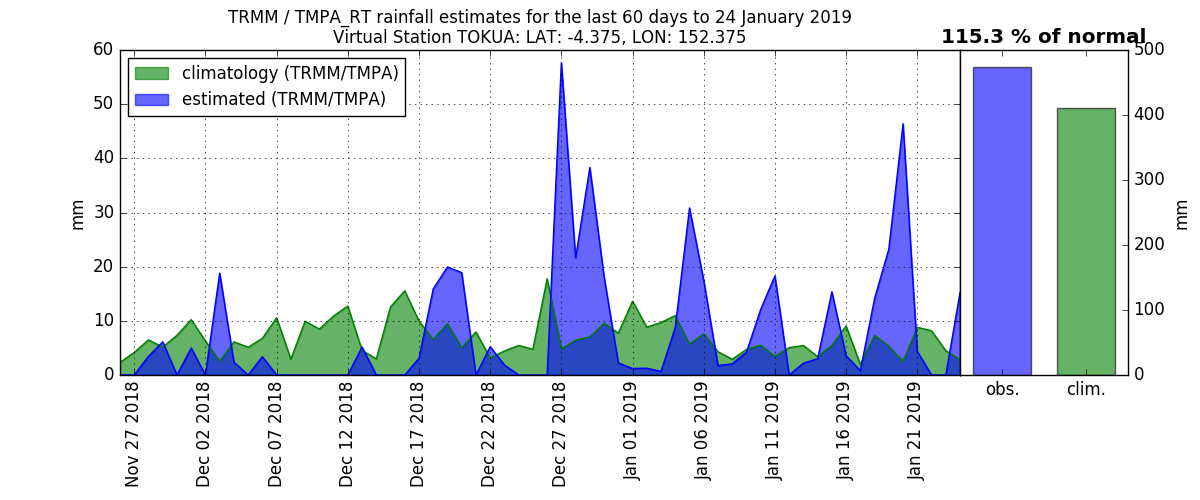 TRMM / TMPA_RT rainfall estimates for the last 60 days to 24 January 2019
Virtual Station TOKUA: LAT: -4.375, LON: 152.375
115.3 % of normal
climatology (TRMM/TMPA)
estimated (TRMM/TMPA)
60
50
40
30
20
10
0
mm
Nov 27 2018
Dec 02 2018
Dec 07 2018
Dec 12 2018
Dec 17 2018
Dec 22 2018
Dec 27 2018
Jan 01 2019
Jan 06 2019
Jan 11 2019
Jan 16 2019
Jan 21 2019
obs.
clim.
500
400
300
200
100
0
mm